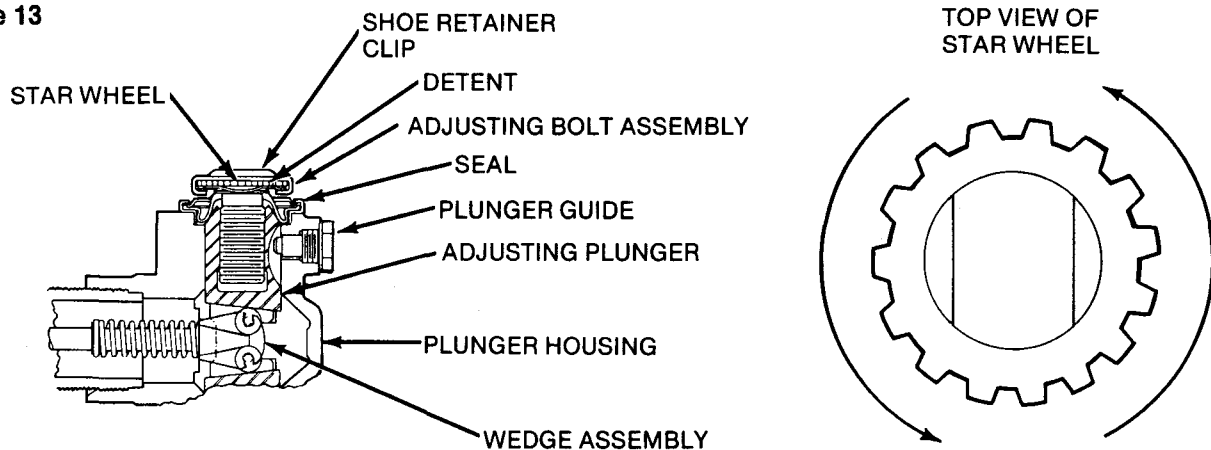 e 13
SHOE RETAINER
CLIP
STAR WHEEL
DETENT
ADJUSTING BOLT ASSEMBLY
SEAL
PLUNGER GUIDE
ADJUSTING PLUNGER
PLUNGER HOUSING
WEDGE ASSEMBLY
TOP VIEW OF
STAR WHEEL